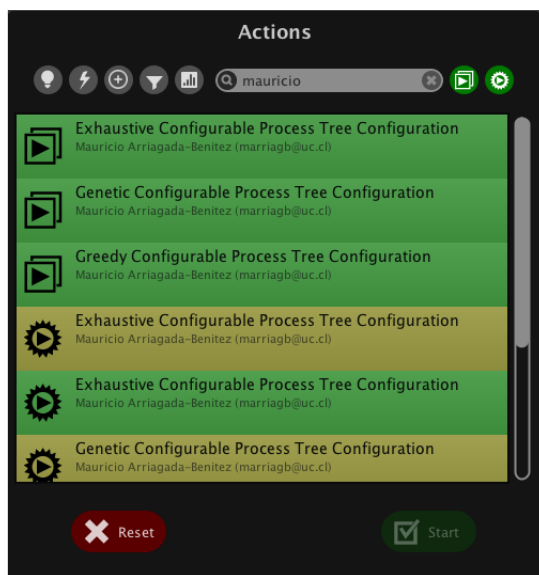 Actions
mauricio
Exhaustive Configurable Process Tree Configuration
Mauricio Arriagada-Benitez (marriagb@uc.cl)
Genetic Configurable Process Tree Configuration
Mauricio Arriagada-Benitez (marriagb@uc.cl)
Greedy Configurable Process Tree Configuration
Mauricio Arriagada-Benitez (marriagb@uc.cl)
Exhaustive Configurable Process Tree Configuration
Mauricio Arriagada-Benitez (marriagb@uc.cl)
Exhaustive Configurable Process Tree Configuration
Mauricio Arriagada-Benitez (marriagb@uc.cl)
Genetic Configurable Process Tree Configuration
Mauricio Arriagada-Benitez (marriagb@uc.cl)
Reset
Start